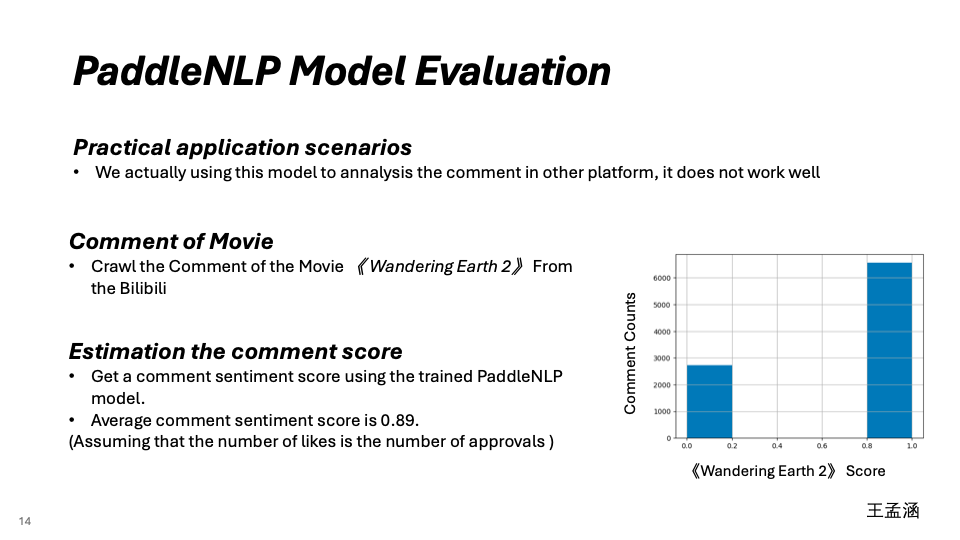 PaddleNLP Model Evaluation
Practical application scenarios
• We actually using this model to annalysis the comment in other platform, it does not work well
Comment of Movie
• Crawl the Comment of the Movie 《Wandering Earth 2》 From
the Bilibili
Estimation the comment score
• Get a comment sentiment score using the trained PaddleNLP
model.
• Average comment sentiment score is 0.89.
(Assuming that the number of likes is the number of approvals )
Comment Counts
6000
5000
4000
3000
2000
1000
0
0.0 0.2 0.4 0.6 0.8 1.0
《Wandering Earth 2》 Score
王孟涵
14